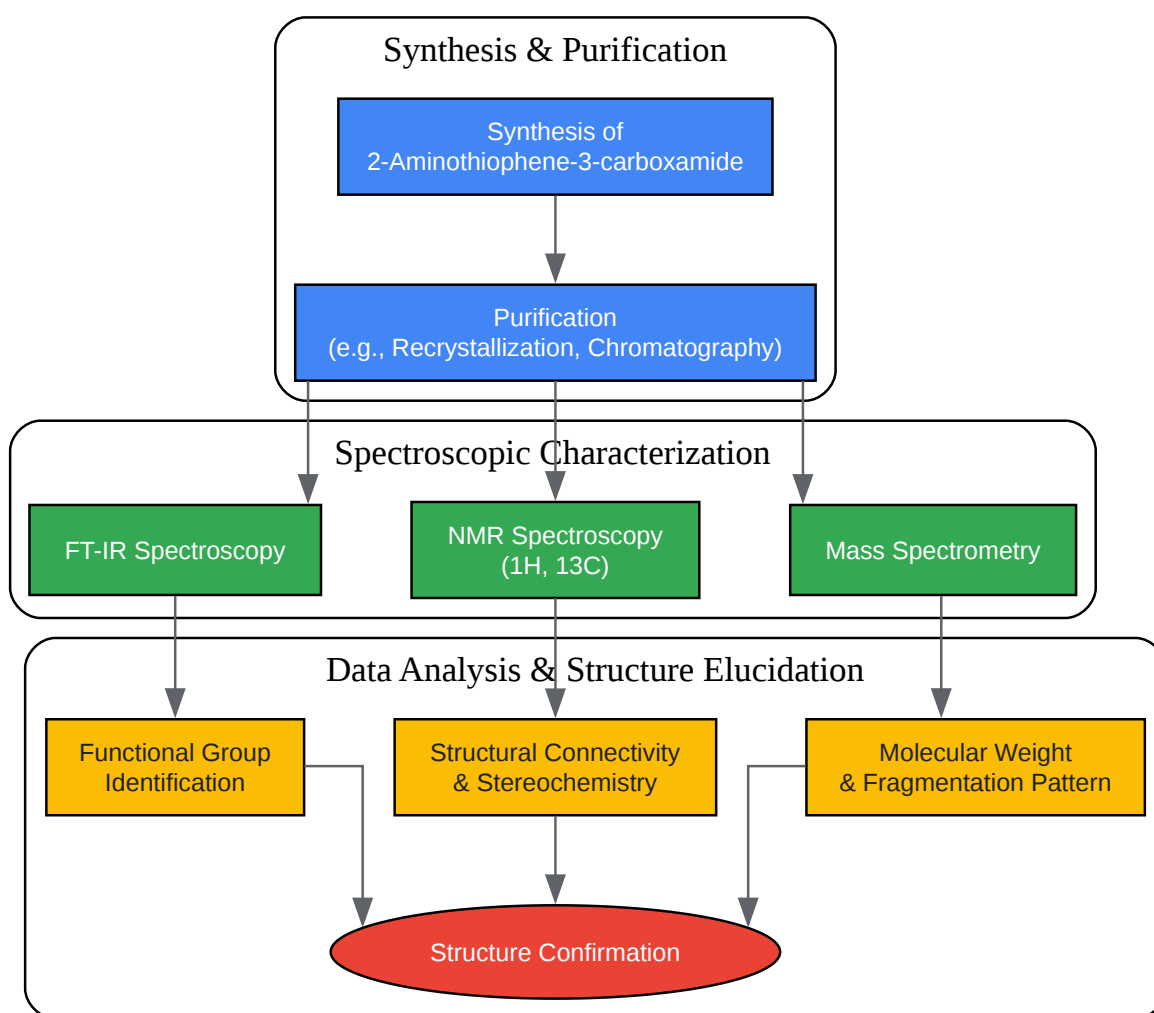 Synthesis & Purification
Synthesis of
2-Aminothiophene-3-carboxamide
Purification
(e.g., Recrystallization, Chromatography)
Spectroscopic Characterization
FT-IR Spectroscopy
NMR Spectroscopy
(1H, 13C)
Mass Spectrometry
Data Analysis & Structure Elucidation
Functional Group
Identification
Structural Connectivity
& Stereochemistry
Molecular Weight
& Fragmentation Pattern
Structure Confirmation